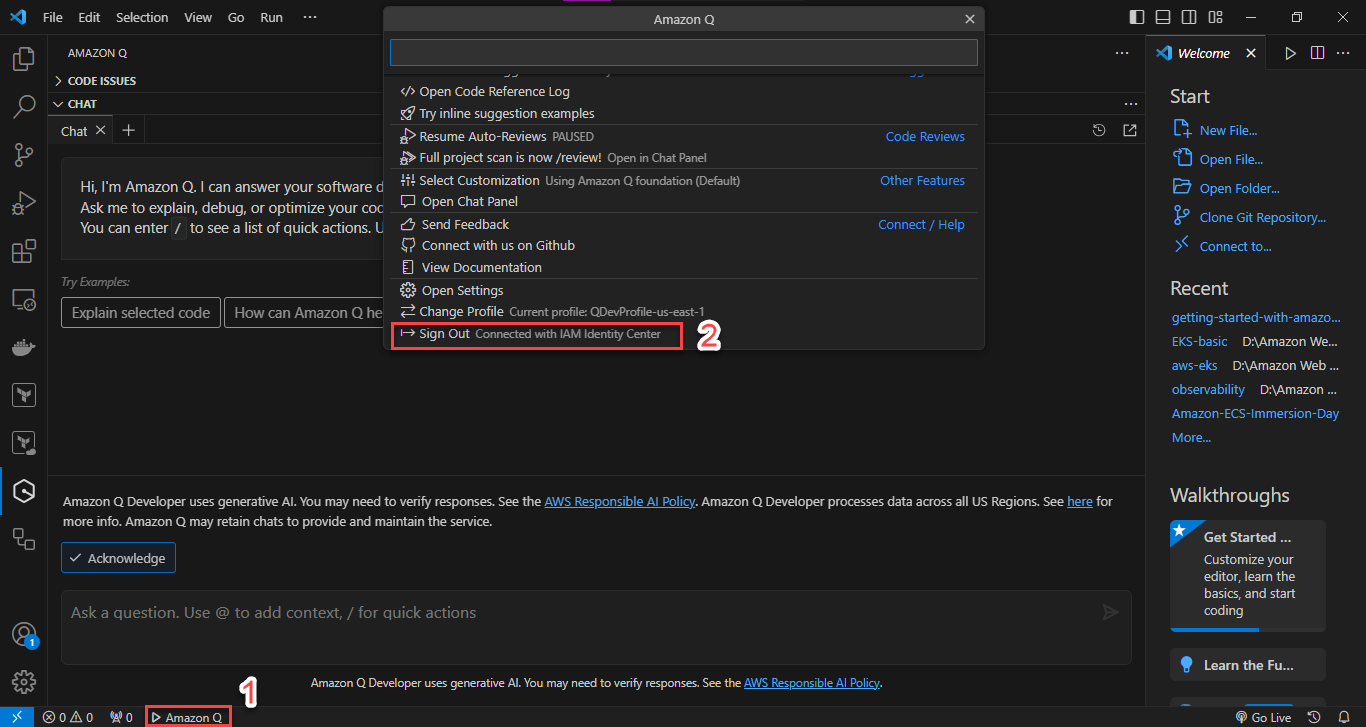 File Edit Selection View Go Run ···
Amazon Q
AMAZON Q
CODE ISSUES
CHAT
Chat
Hi, I'm Amazon Q. I can answer your software d
Ask me to explain, debug, or optimize your cod
You can enter / to see a list of quick actions. U
Try Examples:
Explain selected code
How can Amazon Q he
Open Code Reference Log
Try inline suggestion examples
Resume Auto-Reviews PAUSED Code Reviews
Full project scan is now /review! Open in Chat Panel
Select Customization Using Amazon Q foundation (Default) Other Features
Open Chat Panel
Send Feedback Connect / Help
Connect with us on Github
View Documentation
Open Settings
Change Profile Current profile: QDevProfile-us-east-1
Sign Out Connected with IAM Identity Center
2
Amazon Q Developer uses generative AI. You may need to verify responses. See the AWS Responsible AI Policy. Amazon Q Developer processes data across all US Regions. See here for
more info. Amazon Q may retain chats to provide and maintain the service.
Acknowledge
Ask a question. Use @ to add context, / for quick actions
Amazon Q Developer uses generative AI. You may need to verify responses. See the AWS Responsible AI Policy.
Welcome
Start
New File...
Open File...
Open Folder...
Clone Git Repository...
Connect to...
Recent
getting-started-with-amazo...
EKS-basic D:\Amazon We...
aws-eks D:\Amazon Web ...
observability D:\Amazon ...
Amazon-ECS-Immersion-Day
More...
Walkthroughs
Get Started ...
Customize your
editor, learn the
basics, and start
coding
Learn the Fu...
1
1
0 0 0 Amazon Q
Go Live